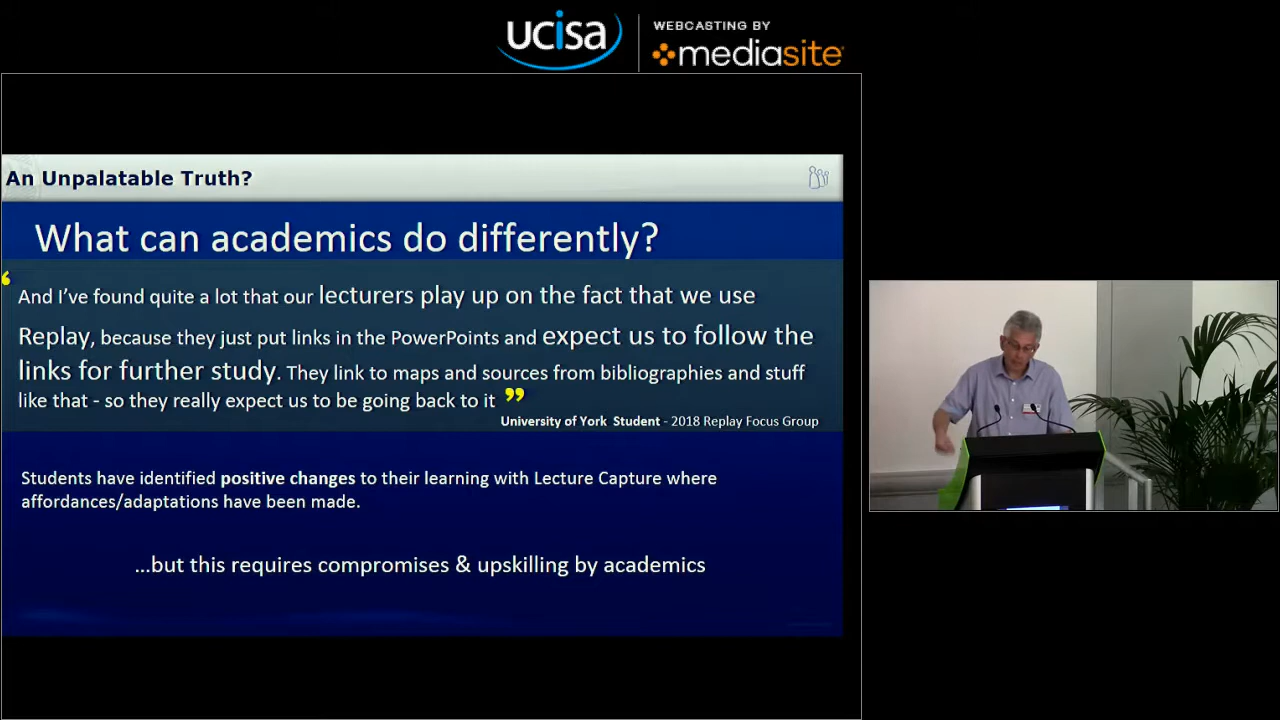 ucisa
WEBCASTING BY
mediasite
An Unpalatable Truth?
What can academics do differently?
‘
And I’ve found quite a lot that our lecturers play up on the fact that we use
Replay, because they just put links in the PowerPoints and expect us to follow the
links for further study. They link to maps and sources from bibliographies and stuff
like that - so they really expect us to be going back to it ”
University of York Student - 2018 Replay Focus Group
Students have identified positive changes to their learning with Lecture Capture where
affordances/adaptations have been made.
...but this requires compromises & upskilling by academics